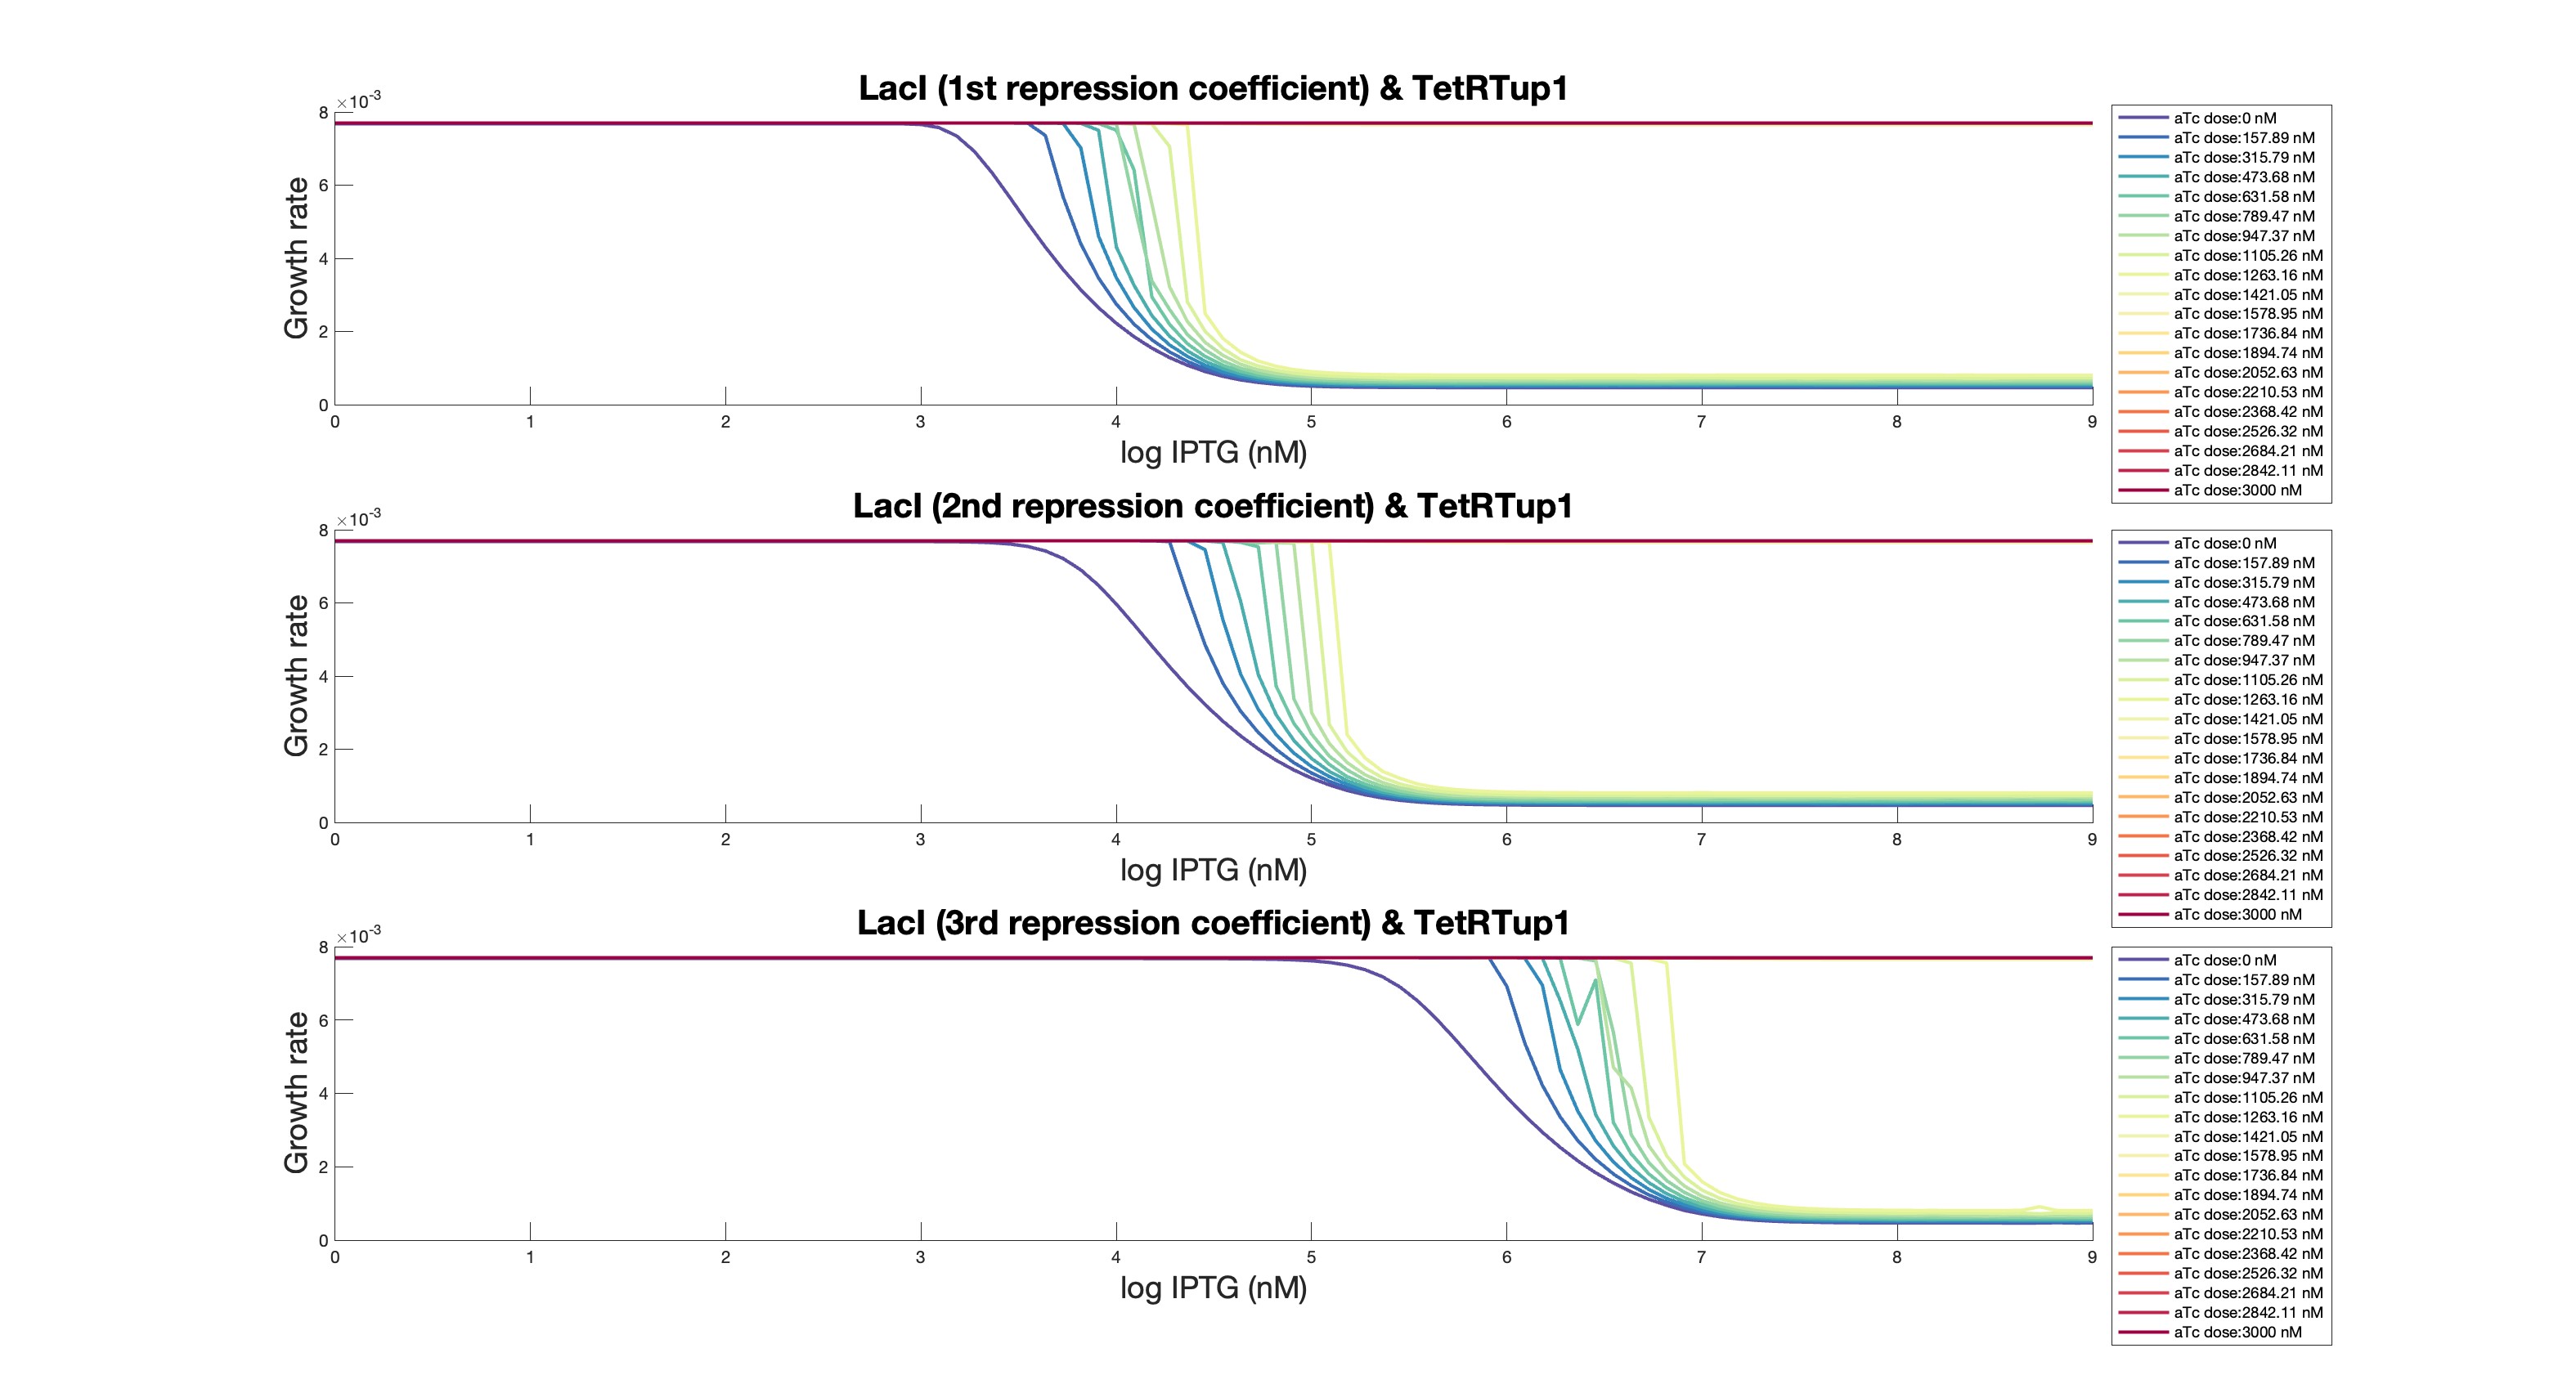 LacI (1st repression coefficient) & TetRTup1
×10-3
8
6
4
2
0
Growth rate
0 1 2 3 4 5 6 7 8 9
log IPTG (nM)
aTc dose:0 nM
aTc dose:157.89 nM
aTc dose:315.79 nM
aTc dose:473.68 nM
aTc dose:631.58 nM
aTc dose:789.47 nM
aTc dose:947.37 nM
aTc dose:1105.26 nM
aTc dose:1263.16 nM
aTc dose:1421.05 nM
aTc dose:1578.95 nM
aTc dose:1736.84 nM
aTc dose:1894.74 nM
aTc dose:2052.63 nM
aTc dose:2210.53 nM
aTc dose:2368.42 nM
aTc dose:2526.32 nM
aTc dose:2684.21 nM
aTc dose:2842.11 nM
aTc dose:3000 nM
LacI (2nd repression coefficient) & TetRTup1
×10-3
8
6
4
2
0
Growth rate
0 1 2 3 4 5 6 7 8 9
log IPTG (nM)
aTc dose:0 nM
aTc dose:157.89 nM
aTc dose:315.79 nM
aTc dose:473.68 nM
aTc dose:631.58 nM
aTc dose:789.47 nM
aTc dose:947.37 nM
aTc dose:1105.26 nM
aTc dose:1263.16 nM
aTc dose:1421.05 nM
aTc dose:1578.95 nM
aTc dose:1736.84 nM
aTc dose:1894.74 nM
aTc dose:2052.63 nM
aTc dose:2210.53 nM
aTc dose:2368.42 nM
aTc dose:2526.32 nM
aTc dose:2684.21 nM
aTc dose:2842.11 nM
aTc dose:3000 nM
LacI (3rd repression coefficient) & TetRTup1
×10-3
8
6
4
2
0
Growth rate
0 1 2 3 4 5 6 7 8 9
log IPTG (nM)
aTc dose:0 nM
aTc dose:157.89 nM
aTc dose:315.79 nM
aTc dose:473.68 nM
aTc dose:631.58 nM
aTc dose:789.47 nM
aTc dose:947.37 nM
aTc dose:1105.26 nM
aTc dose:1263.16 nM
aTc dose:1421.05 nM
aTc dose:1578.95 nM
aTc dose:1736.84 nM
aTc dose:1894.74 nM
aTc dose:2052.63 nM
aTc dose:2210.53 nM
aTc dose:2368.42 nM
aTc dose:2526.32 nM
aTc dose:2684.21 nM
aTc dose:2842.11 nM
aTc dose:3000 nM